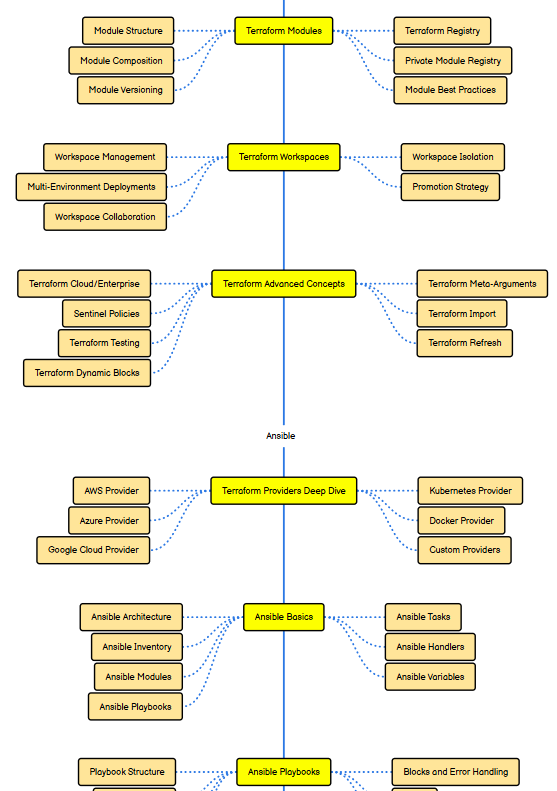 Module Structure
Terraform Modules
Terraform Registry
Module Composition
Private Module Registry
Module Versioning
Module Best Practices
Workspace Management
Terraform Workspaces
Workspace Isolation
Multi-Environment Deployments
Promotion Strategy
Workspace Collaboration
Terraform Cloud/Enterprise
Terraform Advanced Concepts
Terraform Meta-Arguments
Sentinel Policies
Terraform Import
Terraform Testing
Terraform Refresh
Terraform Dynamic Blocks
Ansible
AWS Provider
Terraform Providers Deep Dive
Kubernetes Provider
Azure Provider
Docker Provider
Google Cloud Provider
Custom Providers
Ansible Architecture
Ansible Basics
Ansible Tasks
Ansible Inventory
Ansible Handlers
Ansible Modules
Ansible Variables
Ansible Playbooks
Playbook Structure
Ansible Playbooks
Blocks and Error Handling